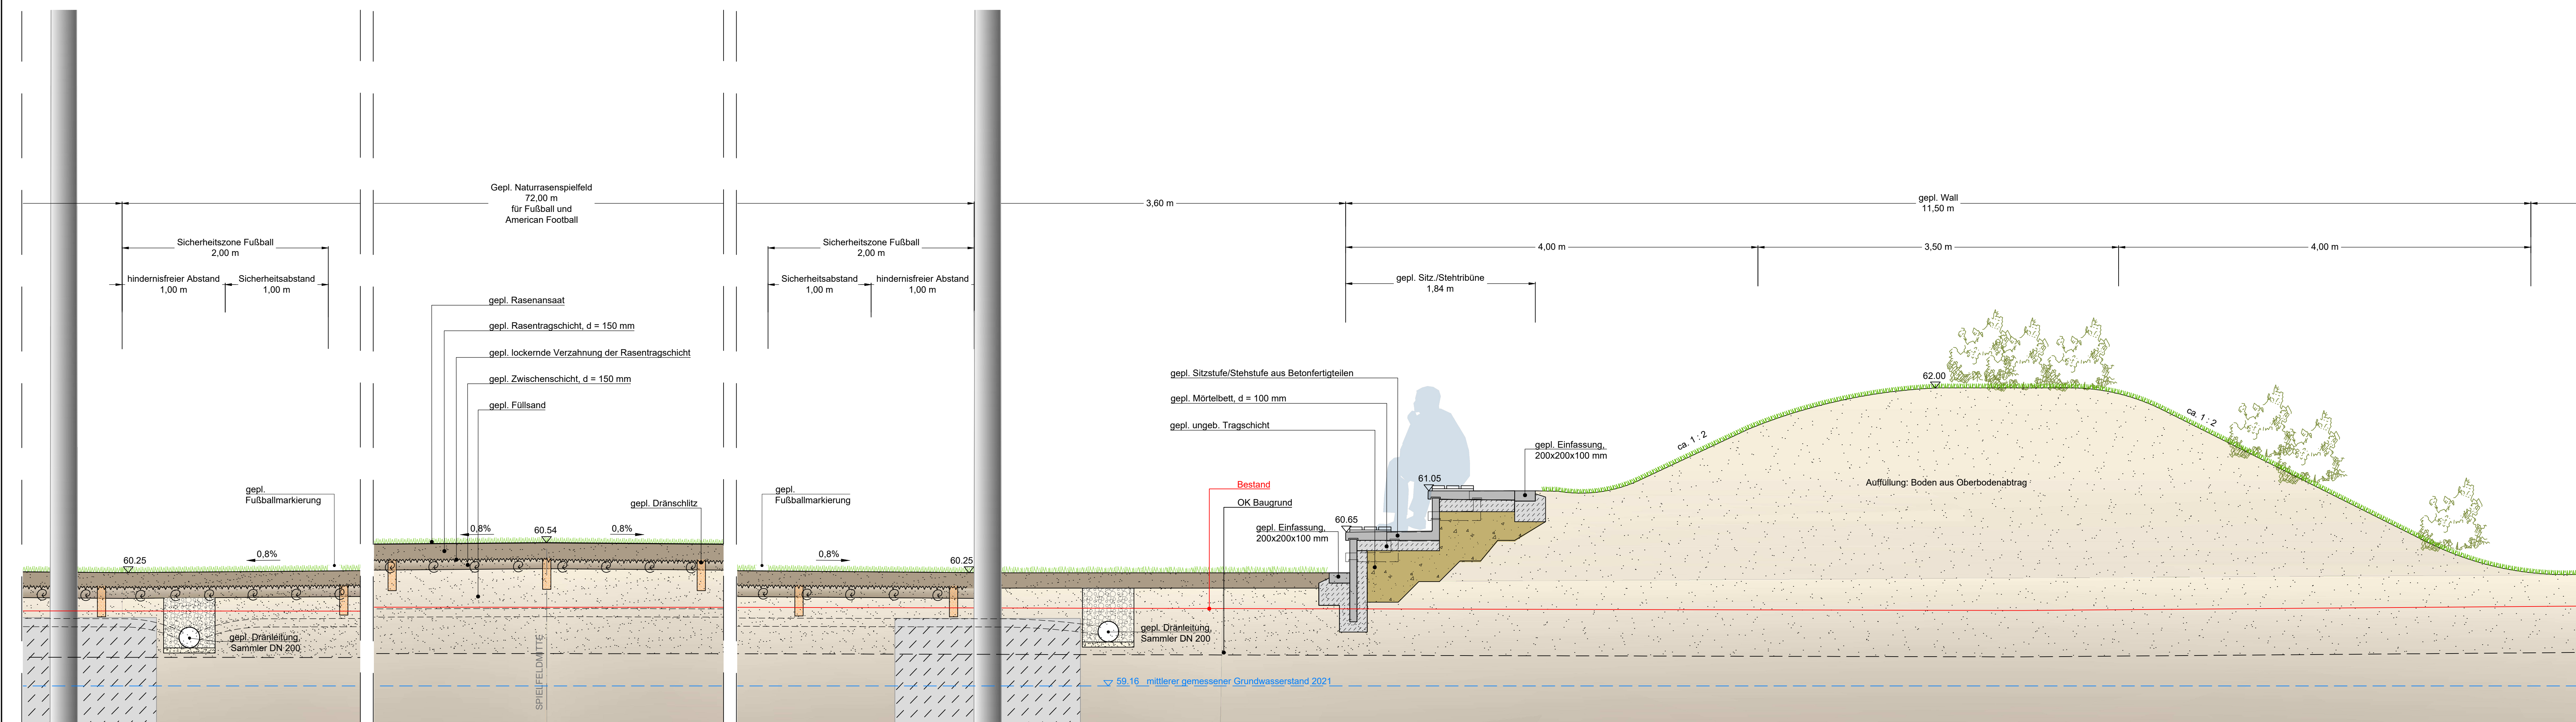 Gepl. Naturrasenspielfeld
72,00 m
für Fußball und
American Football
3,60 m
gepl. Wall
11,50 m
Sicherheitszone Fußball
2,00 m
Sicherheitszone Fußball
2,00 m
4,00 m
3,50 m
4,00 m
hindernisfreier Abstand
1,00 m
Sicherheitsabstand
1,00 m
Sicherheitsabstand
1,00 m
hindernisfreier Abstand
1,00 m
gepl. Sitz./Stehtribüne
1,84 m
gepl. Rasenansaat
gepl. Rasentragschicht, d = 150 mm
gepl. lockernde Verzahnung der Rasentragschicht
gepl. Zwischenschicht, d = 150 mm
gepl. Füllsand
gepl. Sitzstufe/Stehstufe aus Betonfertigteilen
gepl. Mörtelbett, d = 100 mm
gepl. ungeb. Tragschicht
62.00
ca. 1 : 2
ca. 1 : 2
gepl. Einfassung,
200x200x100 mm
gepl.
Fußballmarkierung
gepl. Dränschlitz
gepl.
Fußballmarkierung
Bestand
OK Baugrund
gepl. Einfassung,
200x200x100 mm
61.05
60.65
Auffüllung: Boden aus Oberbodenabtrag
60.25
0,8%
0,8%
60.54
0,8%
0,8%
60.25
gepl. Dränleitung,
Sammler DN 200
SPIELFELDMITTE
gepl. Dränleitung,
Sammler DN 200
59.16 mittlerer gemessener Grundwasserstand 2021